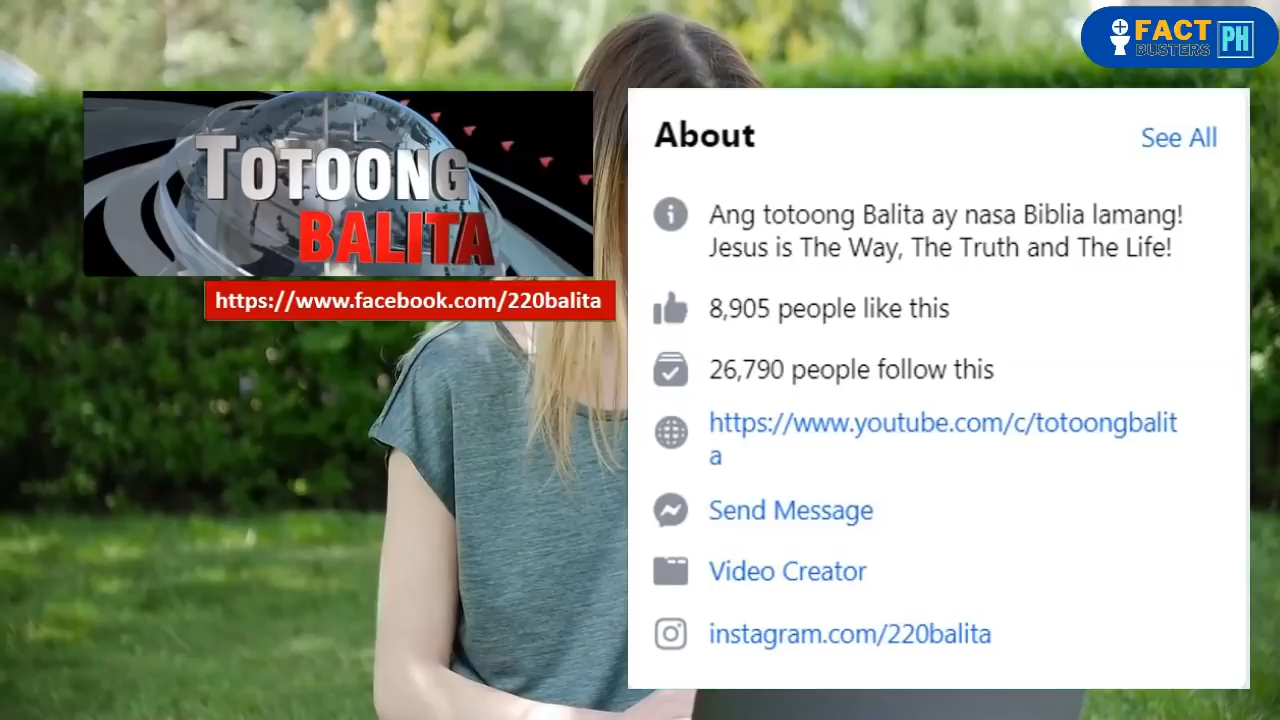 FACT
BUSTERS
PH
TOTOONG
BALITA
https://www.facebook.com/220balita
About
See All
Ang totoong Balita ay nasa Biblia lamang!
Jesus is The Way, The Truth and The Life!
8,905 people like this
26,790 people follow this
https://www.youtube.com/c/totoongbalit
a
Send Message
Video Creator
instagram.com/220balita